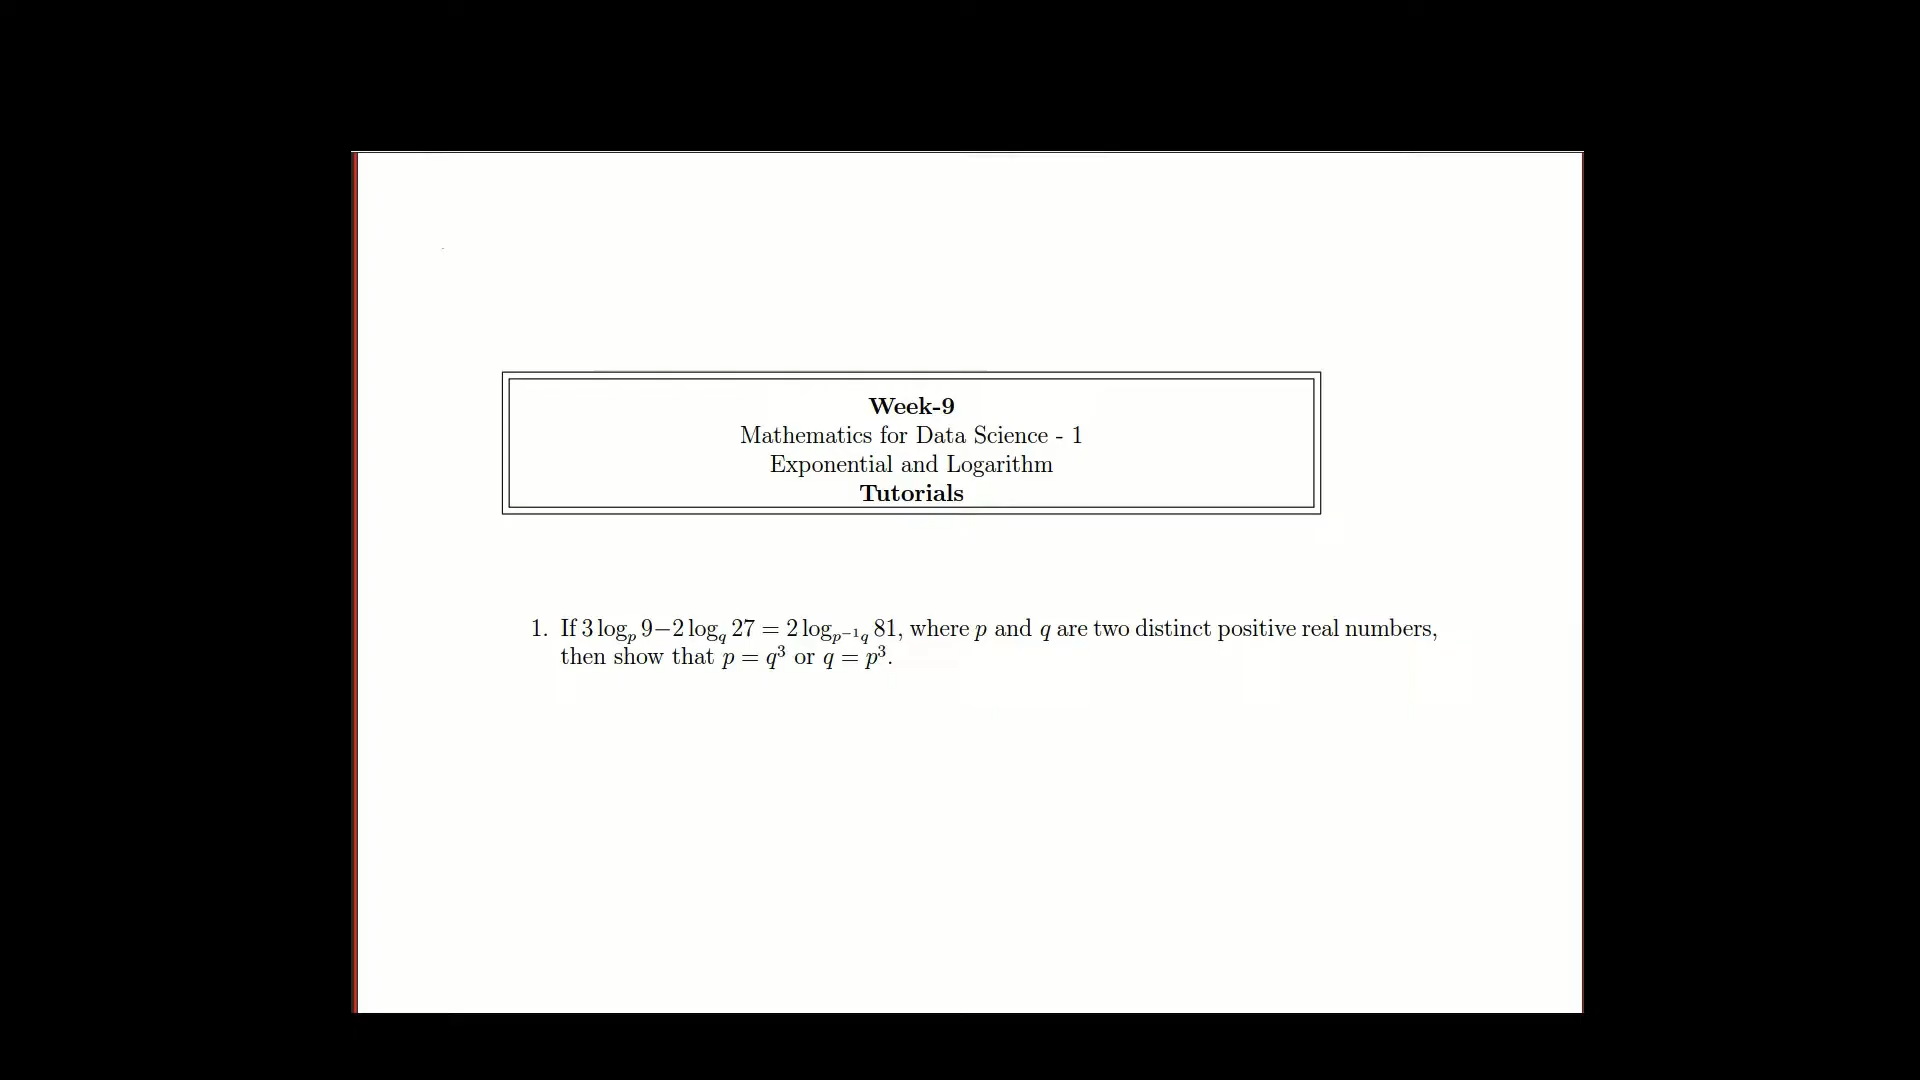 Week-9
Mathematics for Data Science - 1
Exponential and Logarithm
Tutorials
1. If 3 log_p 9−2 log_q 27 = 2 log_{p^{−1}q} 81, where p and q are two distinct positive real numbers,
then show that p = q^3 or q = p^3.